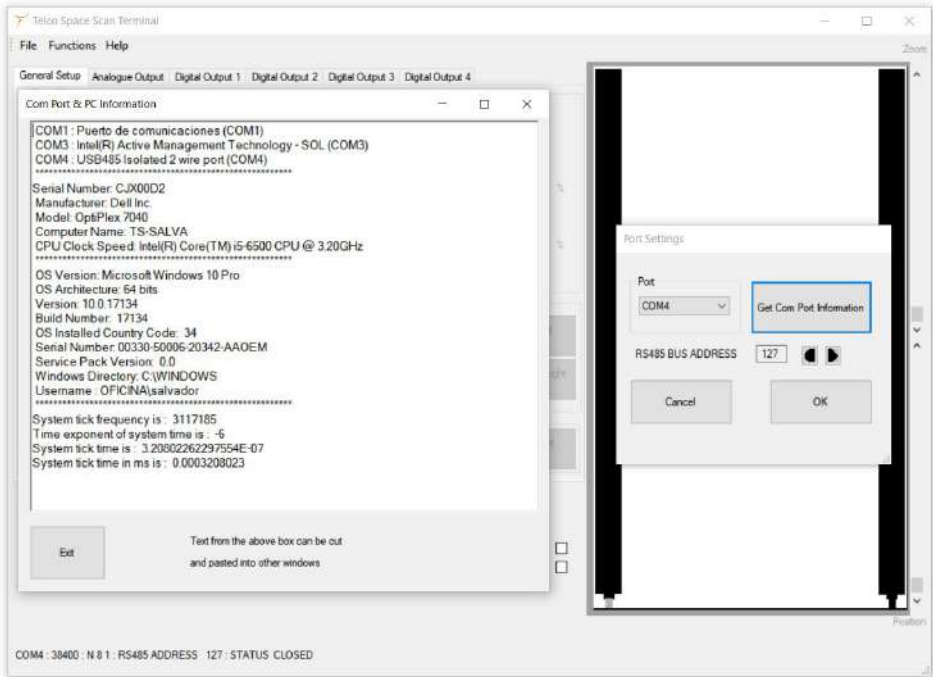 Telco Space Scan Terminal
File Functions Help
Zoom
General Setup Analogue Output Digital Output 1 Digital Output 2 Digital Output 3 Digital Output 4
Com Port & PC Information
COM1 : Puerto de comunicaciones (COM1)
COM3 : Intel(R) Active Management Technology - SOL (COM3)
COM4 : USB485 Isolated 2 wire port (COM4)
Serial Number: CJX00D2
Manufacturer: Dell Inc.
Model: OptiPlex 7040
Computer Name: TS-SALVA
CPU Clock Speed: Intel(R) Core(TM) i5-6500 CPU @ 3.20GHz
OS Version: Microsoft Windows 10 Pro
OS Architecture: 64 bits
Version: 10.0.17134
Build Number: 17134
OS Installed Country Code: 34
Serial Number: 00330-50006-20342-AAOEM
Service Pack Version: 0.0
Windows Directory: C:\WINDOWS
Username : OFICINA\salvador
System tick frequency is : 3117185
Time exponent of system time is : -6
System tick time is : 3.20802262297554E-07
System tick time in ms is : 0.0003208023
Exit
Text from the above box can be cut
and pasted into other windows
Port Settings
Port
COM4
Get Com Port Information
RS485 BUS ADDRESS 127
Cancel
OK
Position
COM4 : 38400 : N 8 1 : RS485 ADDRESS 127 : STATUS CLOSED